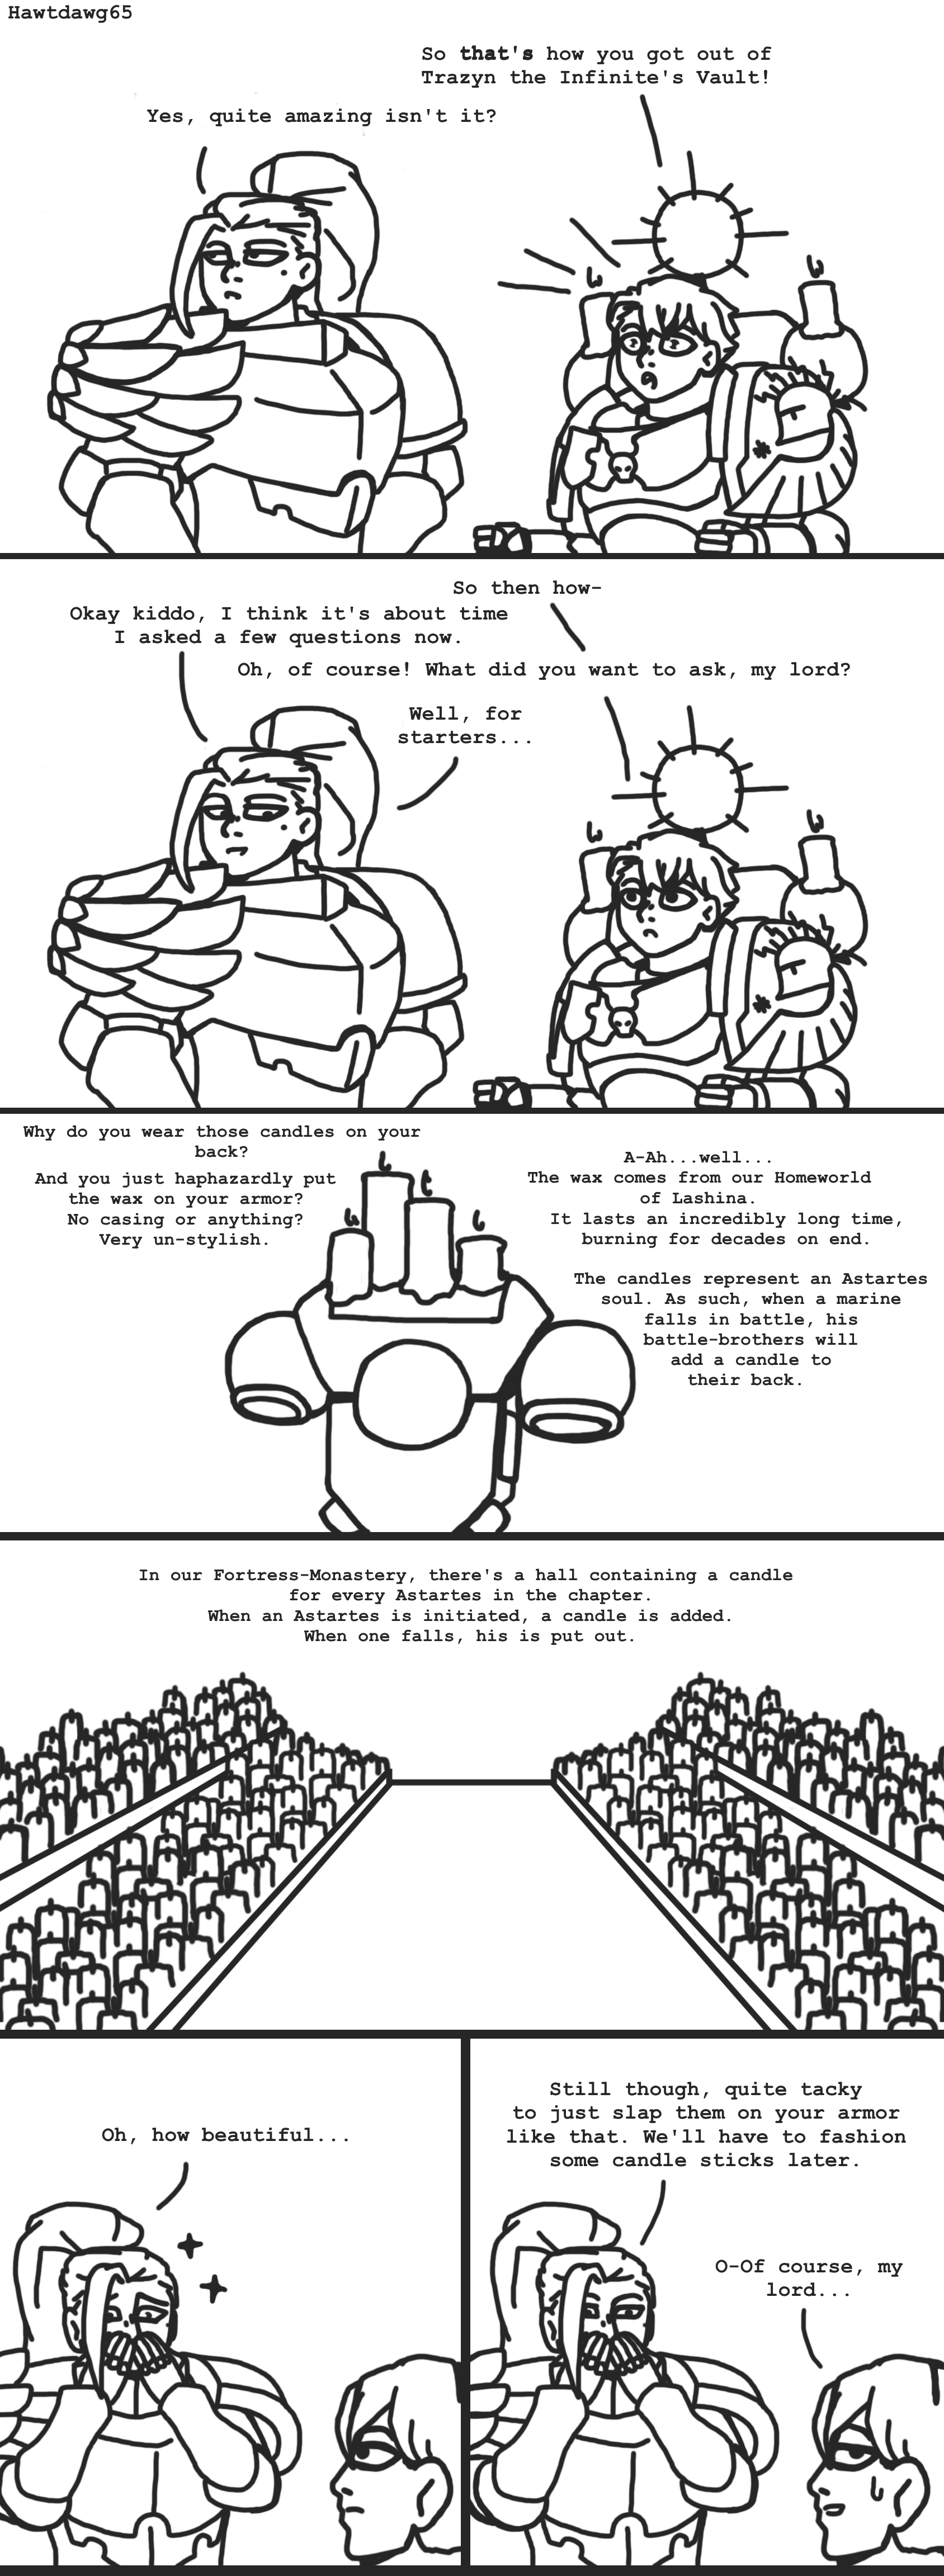 Hawtdawg65
So that's how you got out of
Trazyn the Infinite's Vault!
Yes, quite amazing isn't it?
So then how-
Okay kiddo, I think it's about time
I asked a few questions now.
Oh, of course! What did you want to ask, my lord?
Well, for
starters...
Why do you wear those candles on your
back?
And you just haphazardly put
the wax on your armor?
No casing or anything?
Very un-stylish.
A-Ah...well...
The wax comes from our Homeworld
of Lashina.
It lasts an incredibly long time,
burning for decades on end.
The candles represent an Astartes
soul. As such, when a marine
falls in battle, his
battle-brothers will
add a candle to
their back.
In our Fortress-Monastery, there's a hall containing a candle
for every Astartes in the chapter.
When an Astartes is initiated, a candle is added.
When one falls, his is put out.
Oh, how beautiful...
Still though, quite tacky
to just slap them on your armor
like that. We'll have to fashion
some candle sticks later.
O-Of course, my
lord...